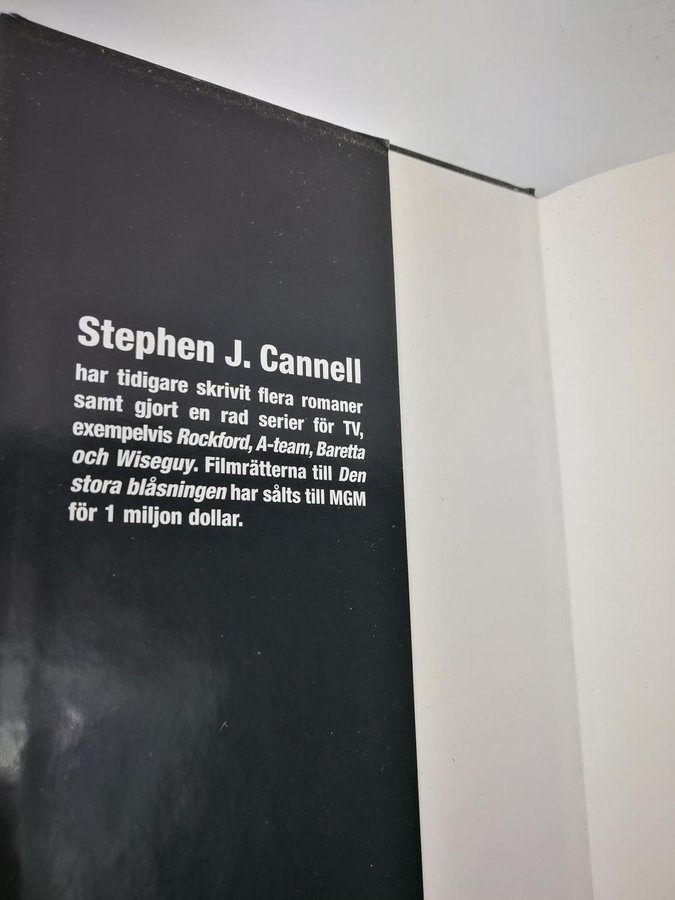 Stephen J. Cannell
har tidigare skrivit flera romaner
samt gjort en rad serier för TV,
exempelvis Rockford, A-team, Baretta
och Wiseguy. Filmrätterna till Den
stora blåsningen har sålts till MGM
för 1 miljon dollar.